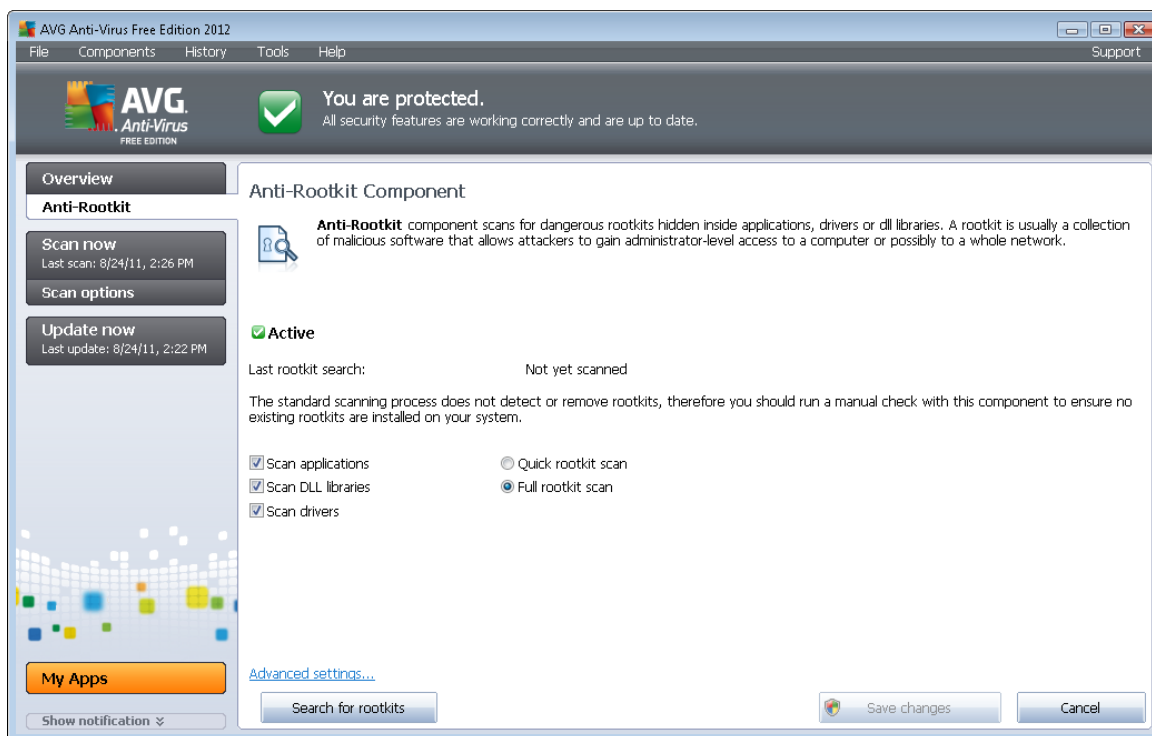 AVG Anti-Virus Free Edition 2012
File Components History Tools Help Support
AVG.
Anti-Virus
FREE EDITION
You are protected.
All security features are working correctly and are up to date.
Overview
Anti-Rootkit
Scan now
Last scan: 8/24/11, 2:26 PM
Scan options
Update now
Last update: 8/24/11, 2:22 PM
My Apps
Show notification
Anti-Rootkit Component
Anti-Rootkit component scans for dangerous rootkits hidden inside applications, drivers or dll libraries. A rootkit is usually a collection
of malicious software that allows attackers to gain administrator-level access to a computer or possibly to a whole network.
Active
Last rootkit search: Not yet scanned
The standard scanning process does not detect or remove rootkits, therefore you should run a manual check with this component to ensure no
existing rootkits are installed on your system.
Scan applications Quick rootkit scan
Scan DLL libraries Full rootkit scan
Scan drivers
Advanced settings...
Search for rootkits Save changes Cancel